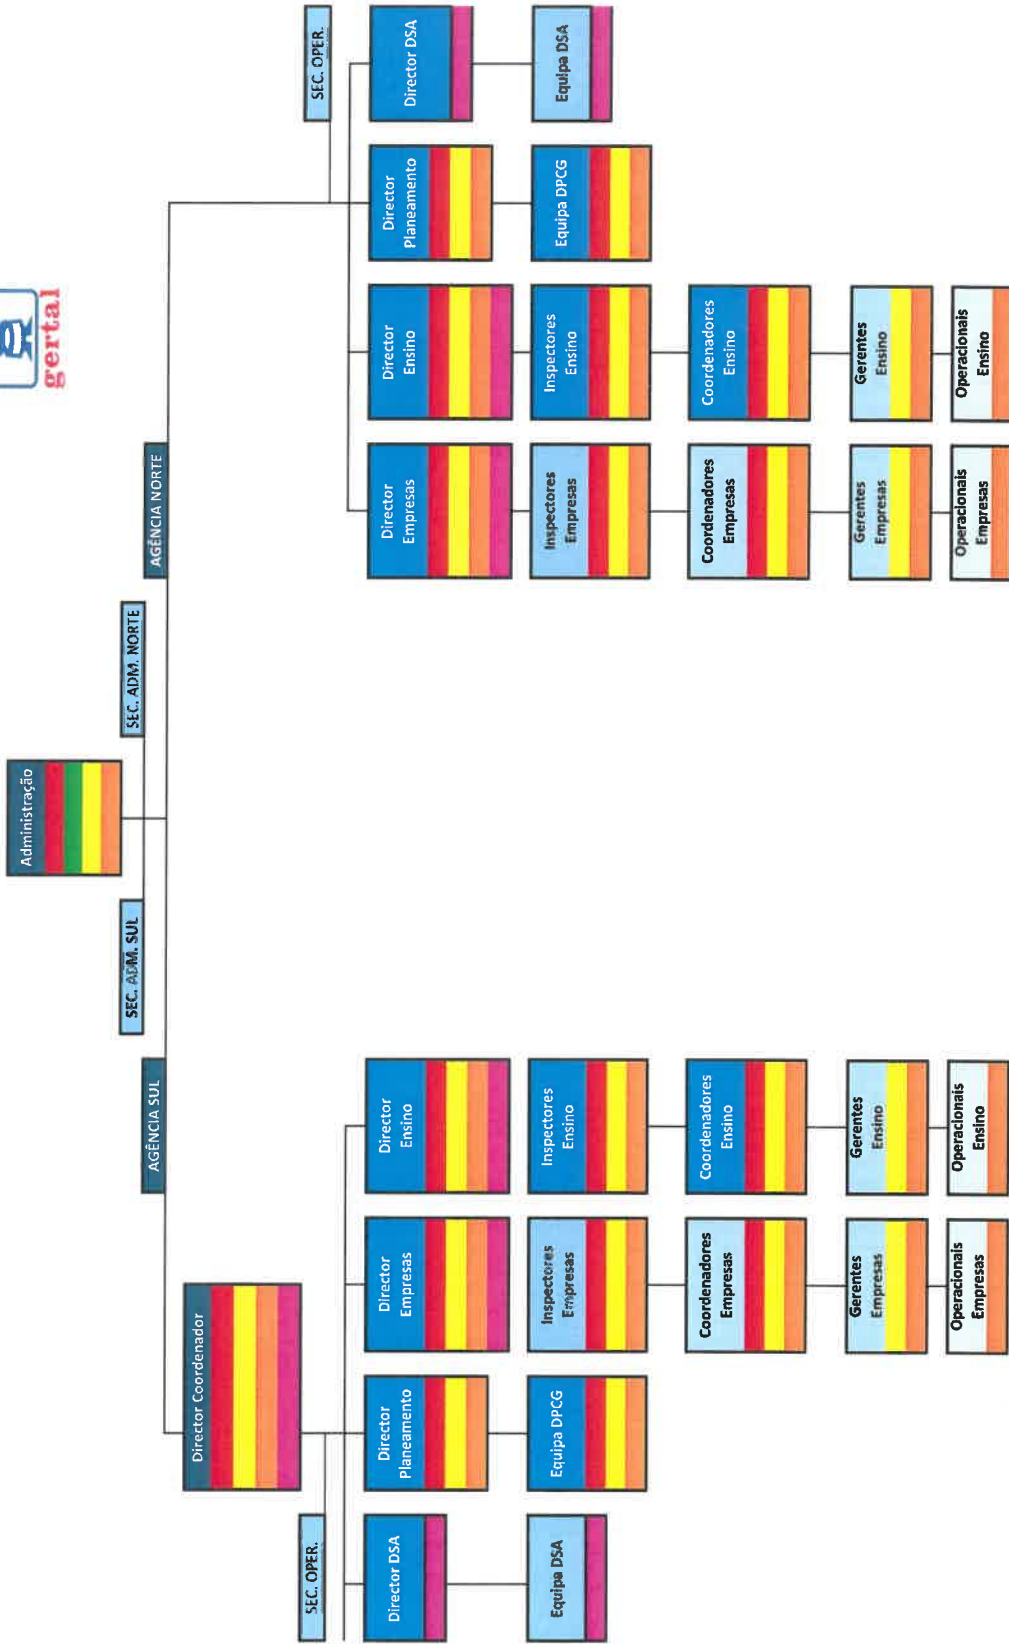 gertal
Administração
SEC. ADM. SUL
SEC. ADM. NORTE
AGÊNCIA SUL
AGÊNCIA NORTE
Director Coordenador
SEC. OPER.
SEC. OPER.
Director DSA
Director
Planeamento
Director
Empresas
Director
Ensino
Director
Empresas
Director
Ensino
Director
Planeamento
Director DSA
Equipa DSA
Equipa DPCG
Inspectores
Empresas
Inspectores
Ensino
Inspectores
Empresas
Inspectores
Ensino
Equipa DPCG
Equipa DSA
Coordenadores
Empresas
Coordenadores
Ensino
Coordenadores
Empresas
Coordenadores
Ensino
Gerentes
Empresas
Gerentes
Ensino
Gerentes
Empresas
Gerentes
Ensino
Operacionais
Empresas
Operacionais
Ensino
Operacionais
Empresas
Operacionais
Ensino